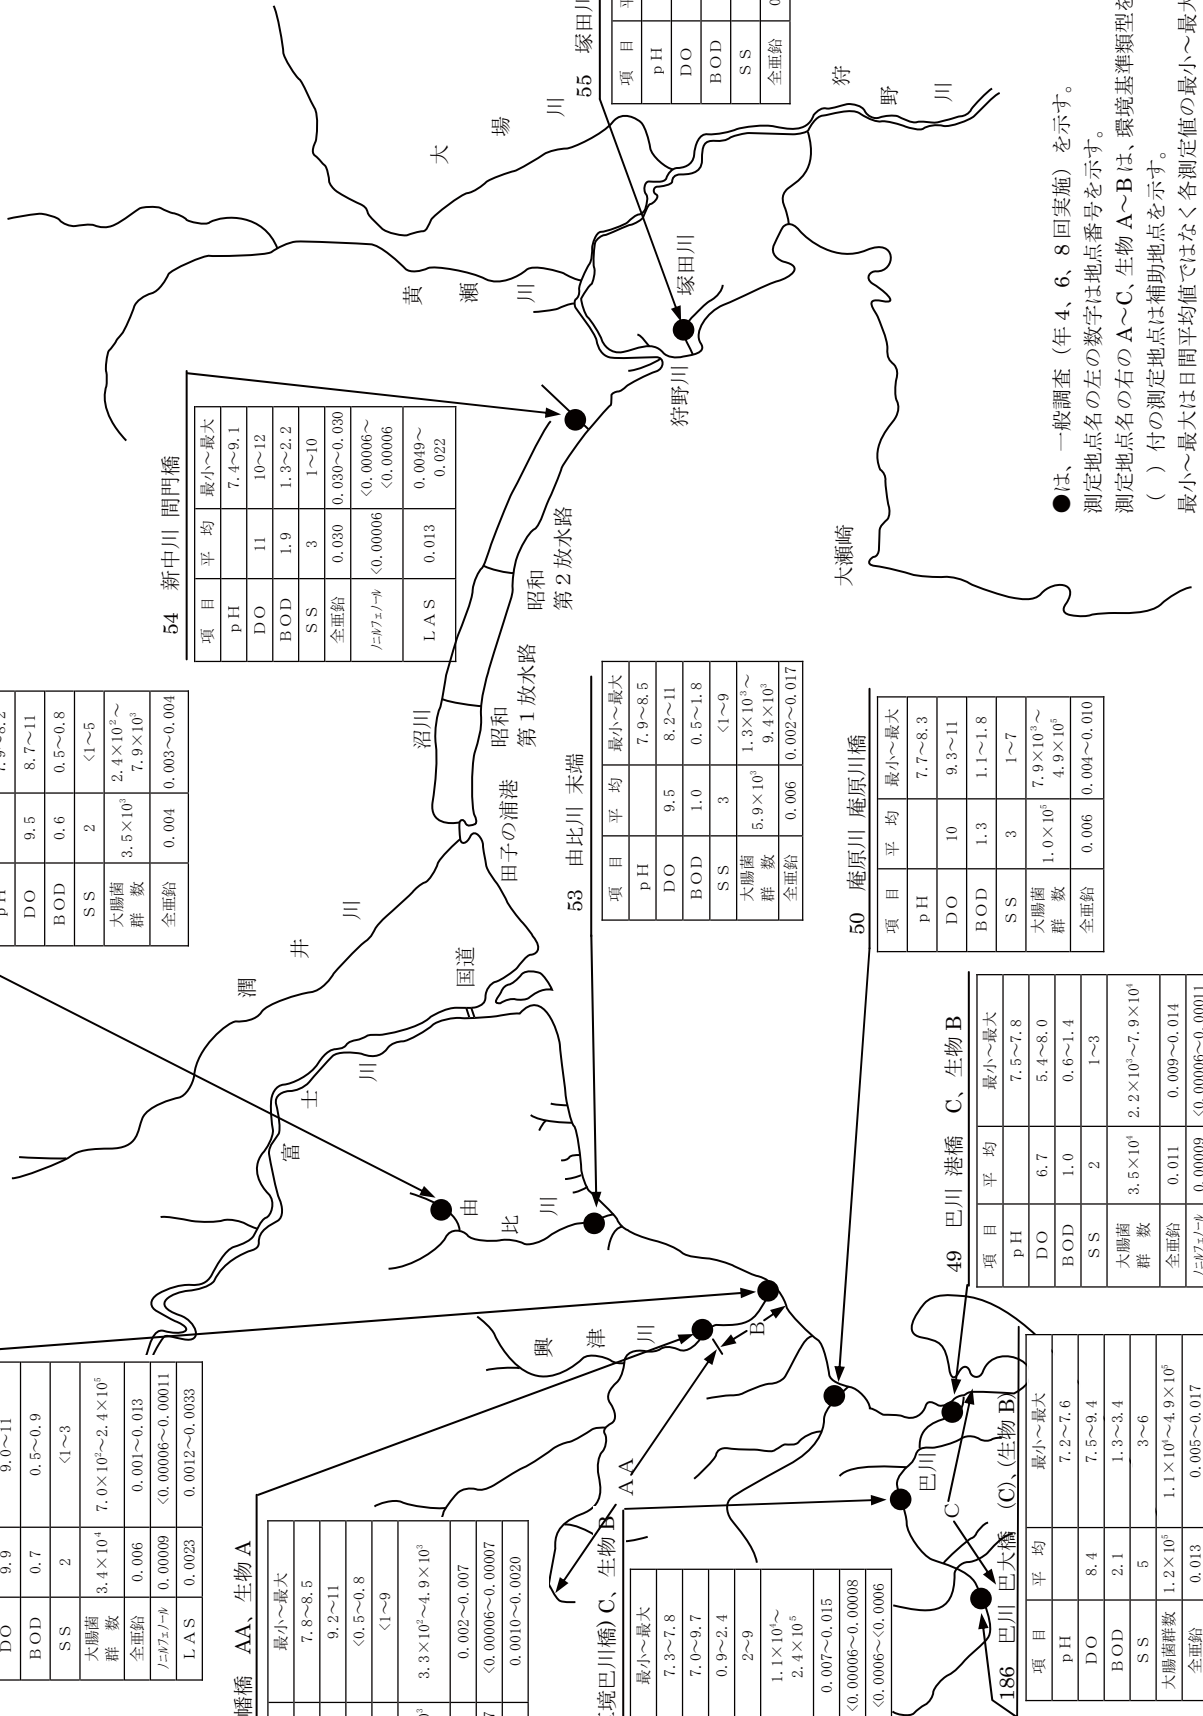 54 新中川 間門橋
項 目 平 均 最小～最大
pH 7.4～9.1
DO 11 10～12
BOD 1.9 1.3～2.2
SS 3 1～10
全亜鉛 0.030 0.030～0.030
ﾉﾆﾙﾌｪﾉｰﾙ <0.00006 <0.00006～
<0.00006
LAS 0.013 0.0049～
0.022
55 塚田川
項 目
pH
DO
BOD
SS
全亜鉛
DO 9.5 8.7～11
BOD 0.6 0.5～0.8
SS 2 <1～5
大腸菌
群 数
3.5×10³
2.4×10²～
7.9×10³
全亜鉛 0.004 0.003～0.004
53 由比川 末端
項 目 平 均 最小～最大
pH 7.9～8.5
DO 9.5 8.2～11
BOD 1.0 0.5～1.8
SS 3 <1～9
大腸菌
群 数
5.9×10³
1.3×10³～
9.4×10³
全亜鉛 0.006 0.002～0.017
50 庵原川 庵原川橋
項 目 平 均 最小～最大
pH 7.7～8.3
DO 10 9.3～11
BOD 1.3 1.1～1.8
SS 3 1～7
大腸菌
群 数
1.0×10⁵
7.9×10³～
4.9×10⁵
全亜鉛 0.006 0.004～0.010
49 巴川 港橋 C、生物 B
項 目 平 均 最小～最大
pH 7.5～7.8
DO 6.7 5.4～8.0
BOD 1.0 0.6～1.4
SS 2 1～3
大腸菌
群 数
3.5×10⁴
2.2×10³～7.9×10⁴
全亜鉛 0.011 0.009～0.014
ﾉﾆﾙﾌｪﾉｰﾙ 0.00009 <0.00006～0.00011
DO 9.9 9.0～11
BOD 0.7 0.5～0.9
SS 2 <1～3
大腸菌
群 数
3.4×10⁴
7.0×10²～2.4×10⁵
全亜鉛 0.006 0.001～0.013
ﾉﾆﾙﾌｪﾉｰﾙ 0.00009 <0.00006～0.00011
LAS 0.0023 0.0012～0.0033
幡橋 AA、生物 A
最小～最大
7.8～8.5
9.2～11
<0.5～0.8
<1～9
3.3×10²～4.9×10³
0.002～0.007
<0.00006～0.00007
0.0010～0.0020
境巴川橋) C、生物 B
最小～最大
7.3～7.8
7.0～9.7
0.9～2.4
2～9
1.1×10⁴～
2.4×10⁵
0.007～0.015
<0.00006～0.00008
<0.0006～<0.0006
186 巴川 巴大橋 (C)、(生物 B)
項 目 平 均 最小～最大
pH 7.2～7.6
DO 8.4 7.5～9.4
BOD 2.1 1.3～3.4
SS 5 3～6
大腸菌群数 1.2×10⁵ 1.1×10⁴～4.9×10⁵
全亜鉛 0.013 0.005～0.017
大場川
狩野川
黄瀬川
塚田川
狩野川
大瀬崎
昭和
第2放水路
昭和
第1放水路
沼川
田子の浦港
潤井川
国道
富士川
由比川
興津川
巴川
AA
B
C
●は、一般調査（年4、6、8回実施）を示す。
測定地点名の左の数字は地点番号を示す。
測定地点名の右の A～C、生物 A～B は、環境基準類型を
（ ）付の測定地点は補助地点を示す。
最小～最大は日間平均値ではなく各測定値の最小～最大